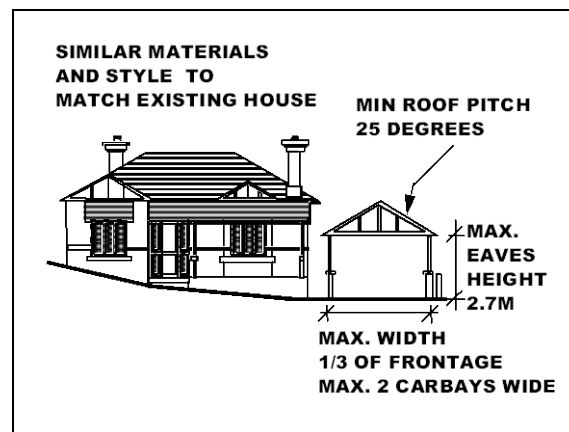 SIMILAR MATERIALS
AND STYLE TO
MATCH EXISTING HOUSE
MIN ROOF PITCH
25 DEGREES
MAX.
EAVES
HEIGHT
2.7M
MAX. WIDTH
1/3 OF FRONTAGE
MAX. 2 CARBAYS WIDE